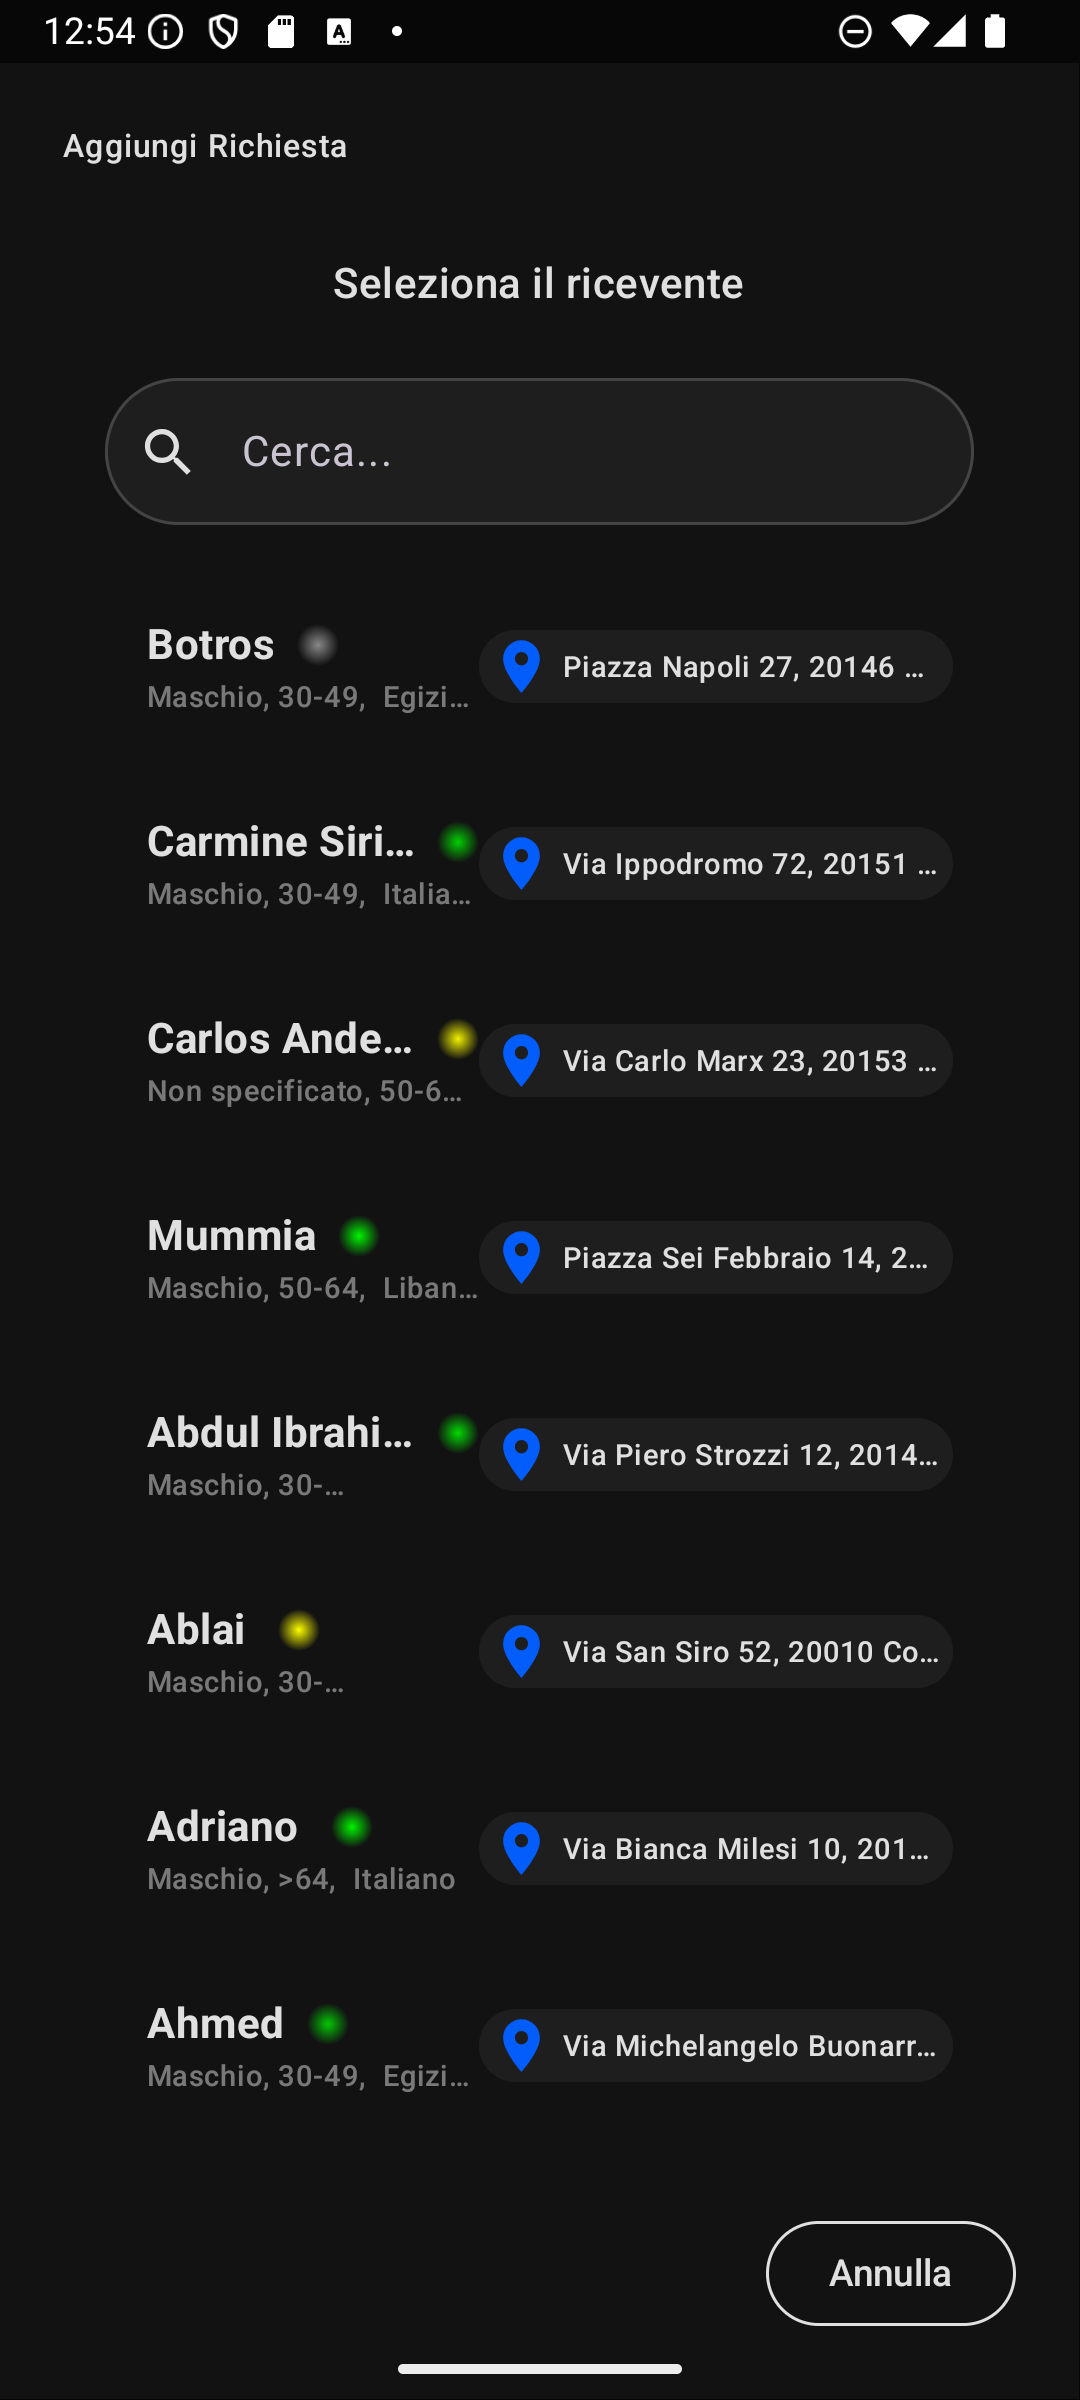 12:54
Aggiungi Richiesta
Seleziona il ricevente
Cerca...
Botros
Maschio, 30-49, Egizi...
Piazza Napoli 27, 20146 ...
Carmine Siri...
Maschio, 30-49, Italia...
Via Ippodromo 72, 20151 ...
Carlos Ande...
Non specificato, 50-6...
Via Carlo Marx 23, 20153 ...
Mummia
Maschio, 50-64, Liban...
Piazza Sei Febbraio 14, 2...
Abdul Ibrahi...
Maschio, 30-...
Via Piero Strozzi 12, 2014...
Ablai
Maschio, 30-...
Via San Siro 52, 20010 Co...
Adriano
Maschio, >64, Italiano
Via Bianca Milesi 10, 201...
Ahmed
Maschio, 30-49, Egizi...
Via Michelangelo Buonarr...
Annulla